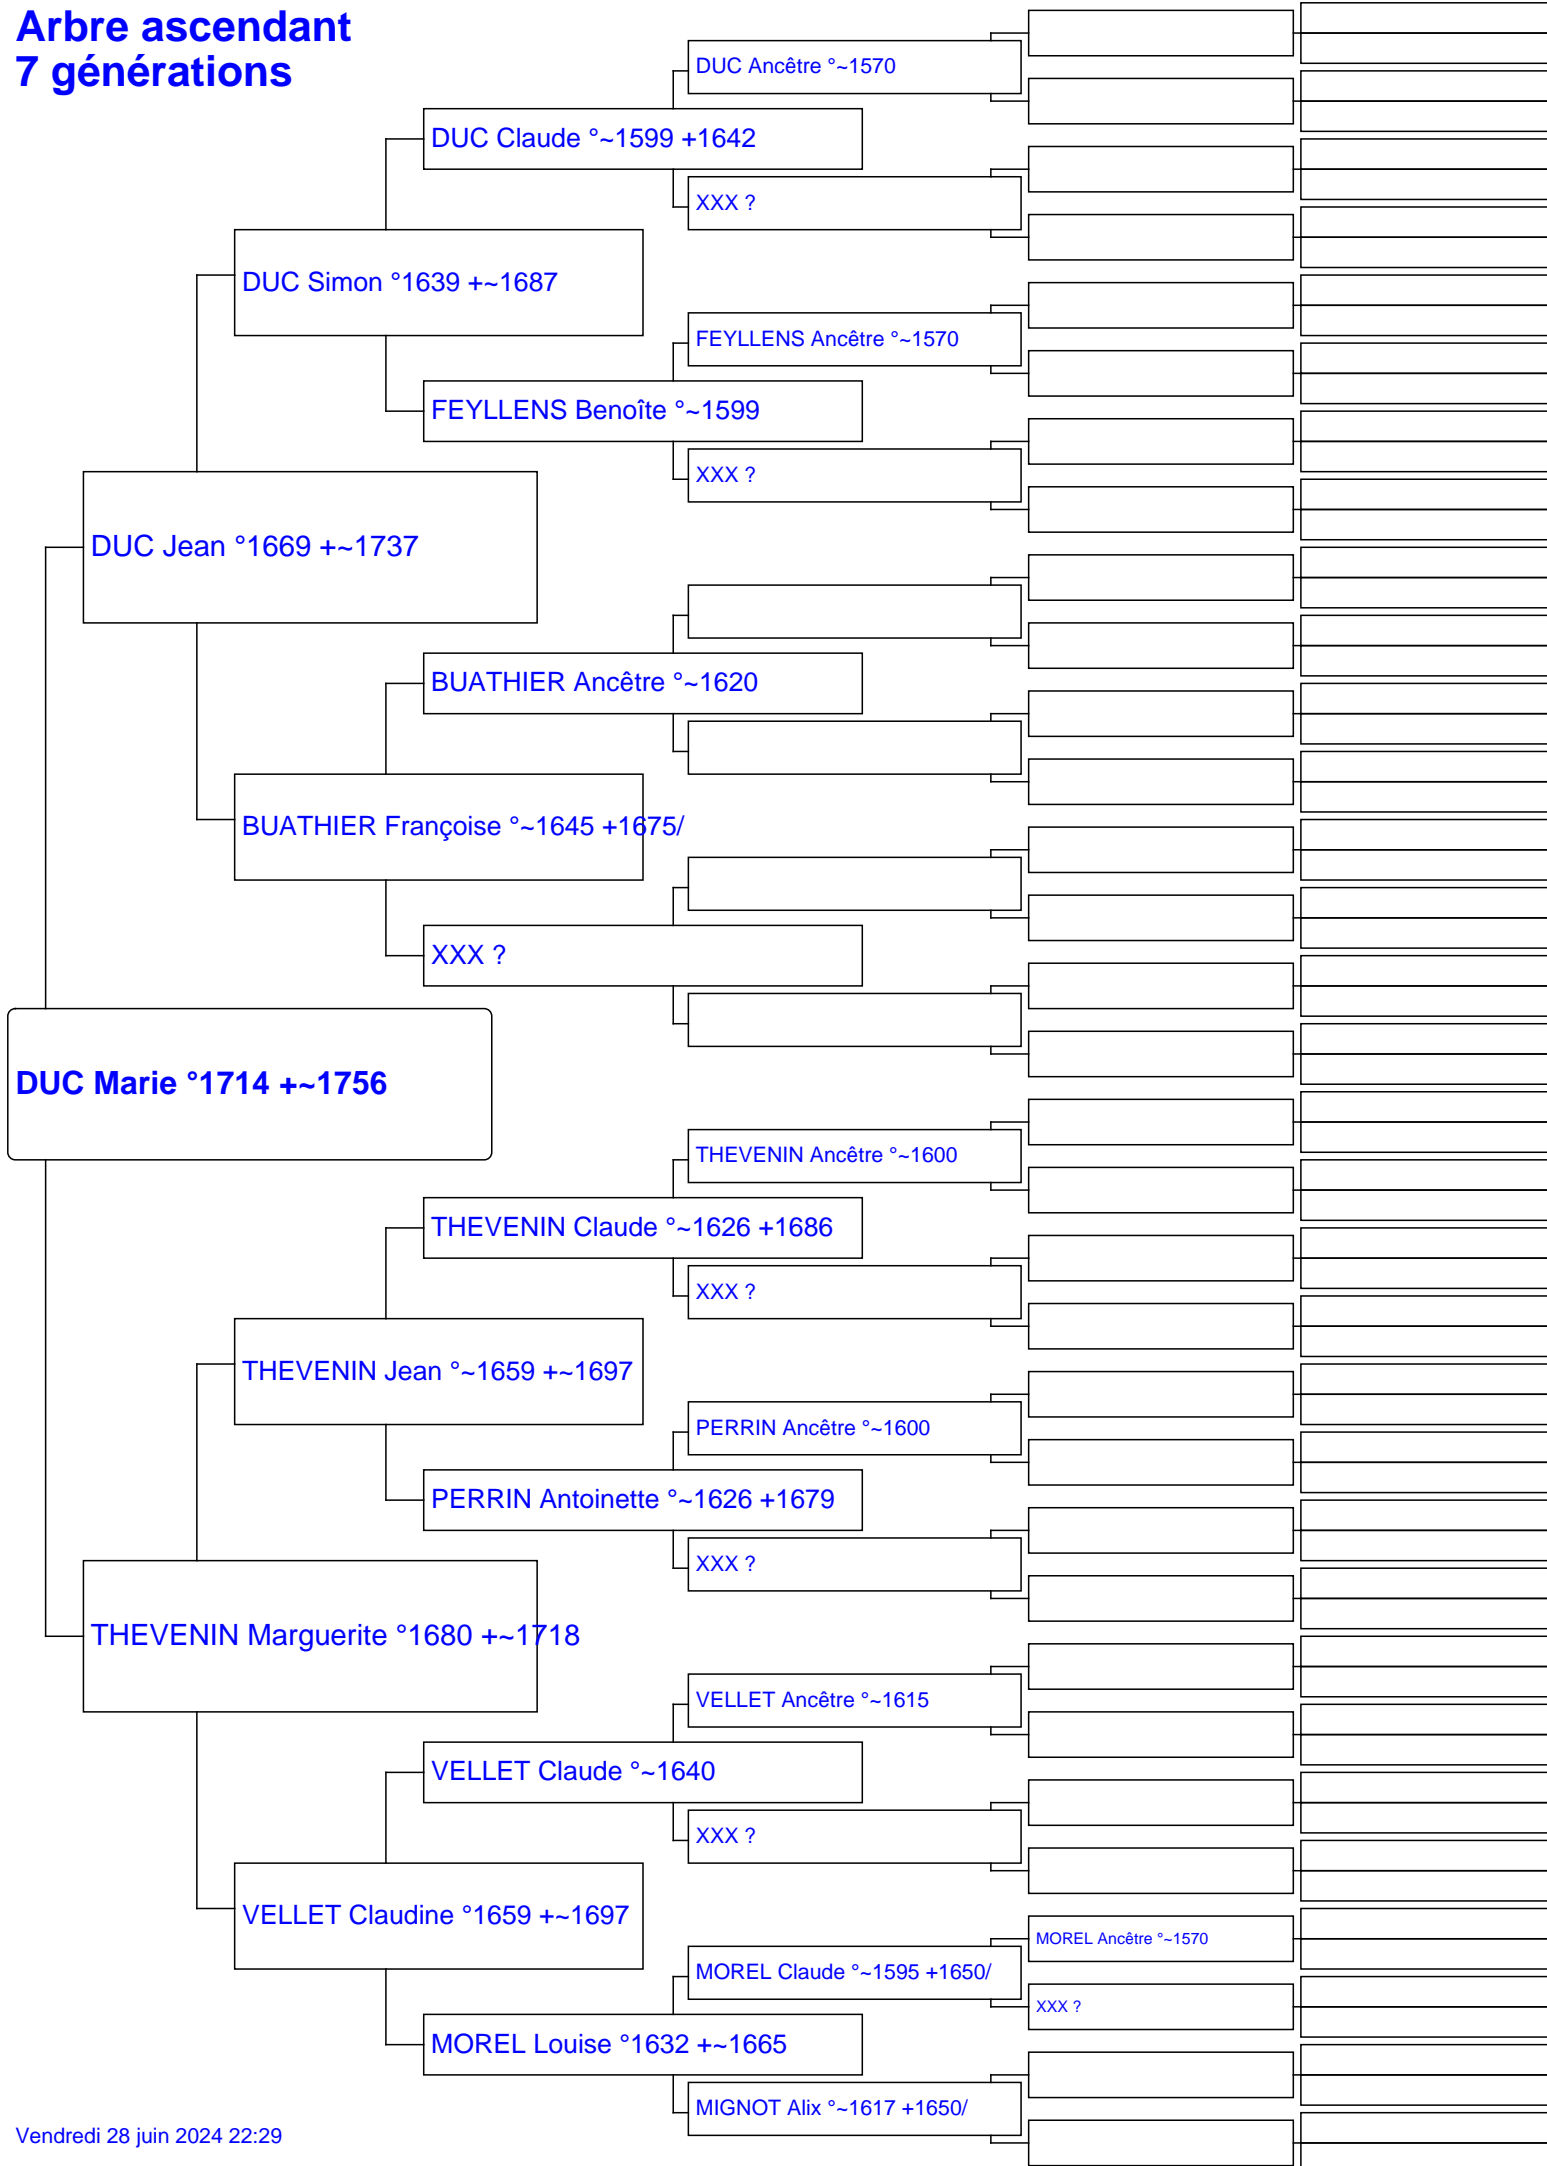 Arbre ascendant
7 générations
DUC Ancêtre °~1570
DUC Claude °~1599 +1642
XXX ?
DUC Simon °1639 +~1687
FEYLLENS Ancêtre °~1570
FEYLLENS Benoîte °~1599
XXX ?
DUC Jean °1669 +~1737
BUATHIER Ancêtre °~1620
BUATHIER Françoise °~1645 +1675/
XXX ?
DUC Marie °1714 +~1756
THEVENIN Ancêtre °~1600
THEVENIN Claude °~1626 +1686
XXX ?
THEVENIN Jean °~1659 +~1697
PERRIN Ancêtre °~1600
PERRIN Antoinette °~1626 +1679
XXX ?
THEVENIN Marguerite °1680 +~1718
VELLET Ancêtre °~1615
VELLET Claude °~1640
XXX ?
VELLET Claudine °1659 +~1697
MOREL Ancêtre °~1570
MOREL Claude °~1595 +1650/
XXX ?
MOREL Louise °1632 +~1665
MIGNOT Alix °~1617 +1650/
Vendredi 28 juin 2024 22:29